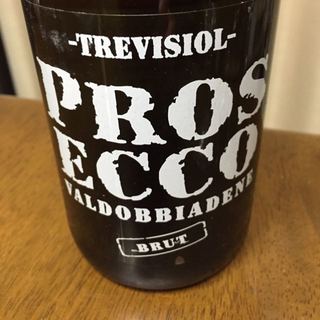 -TREVISIOL-
PROS
ECCO
VALDOBBIADENE
BRUT